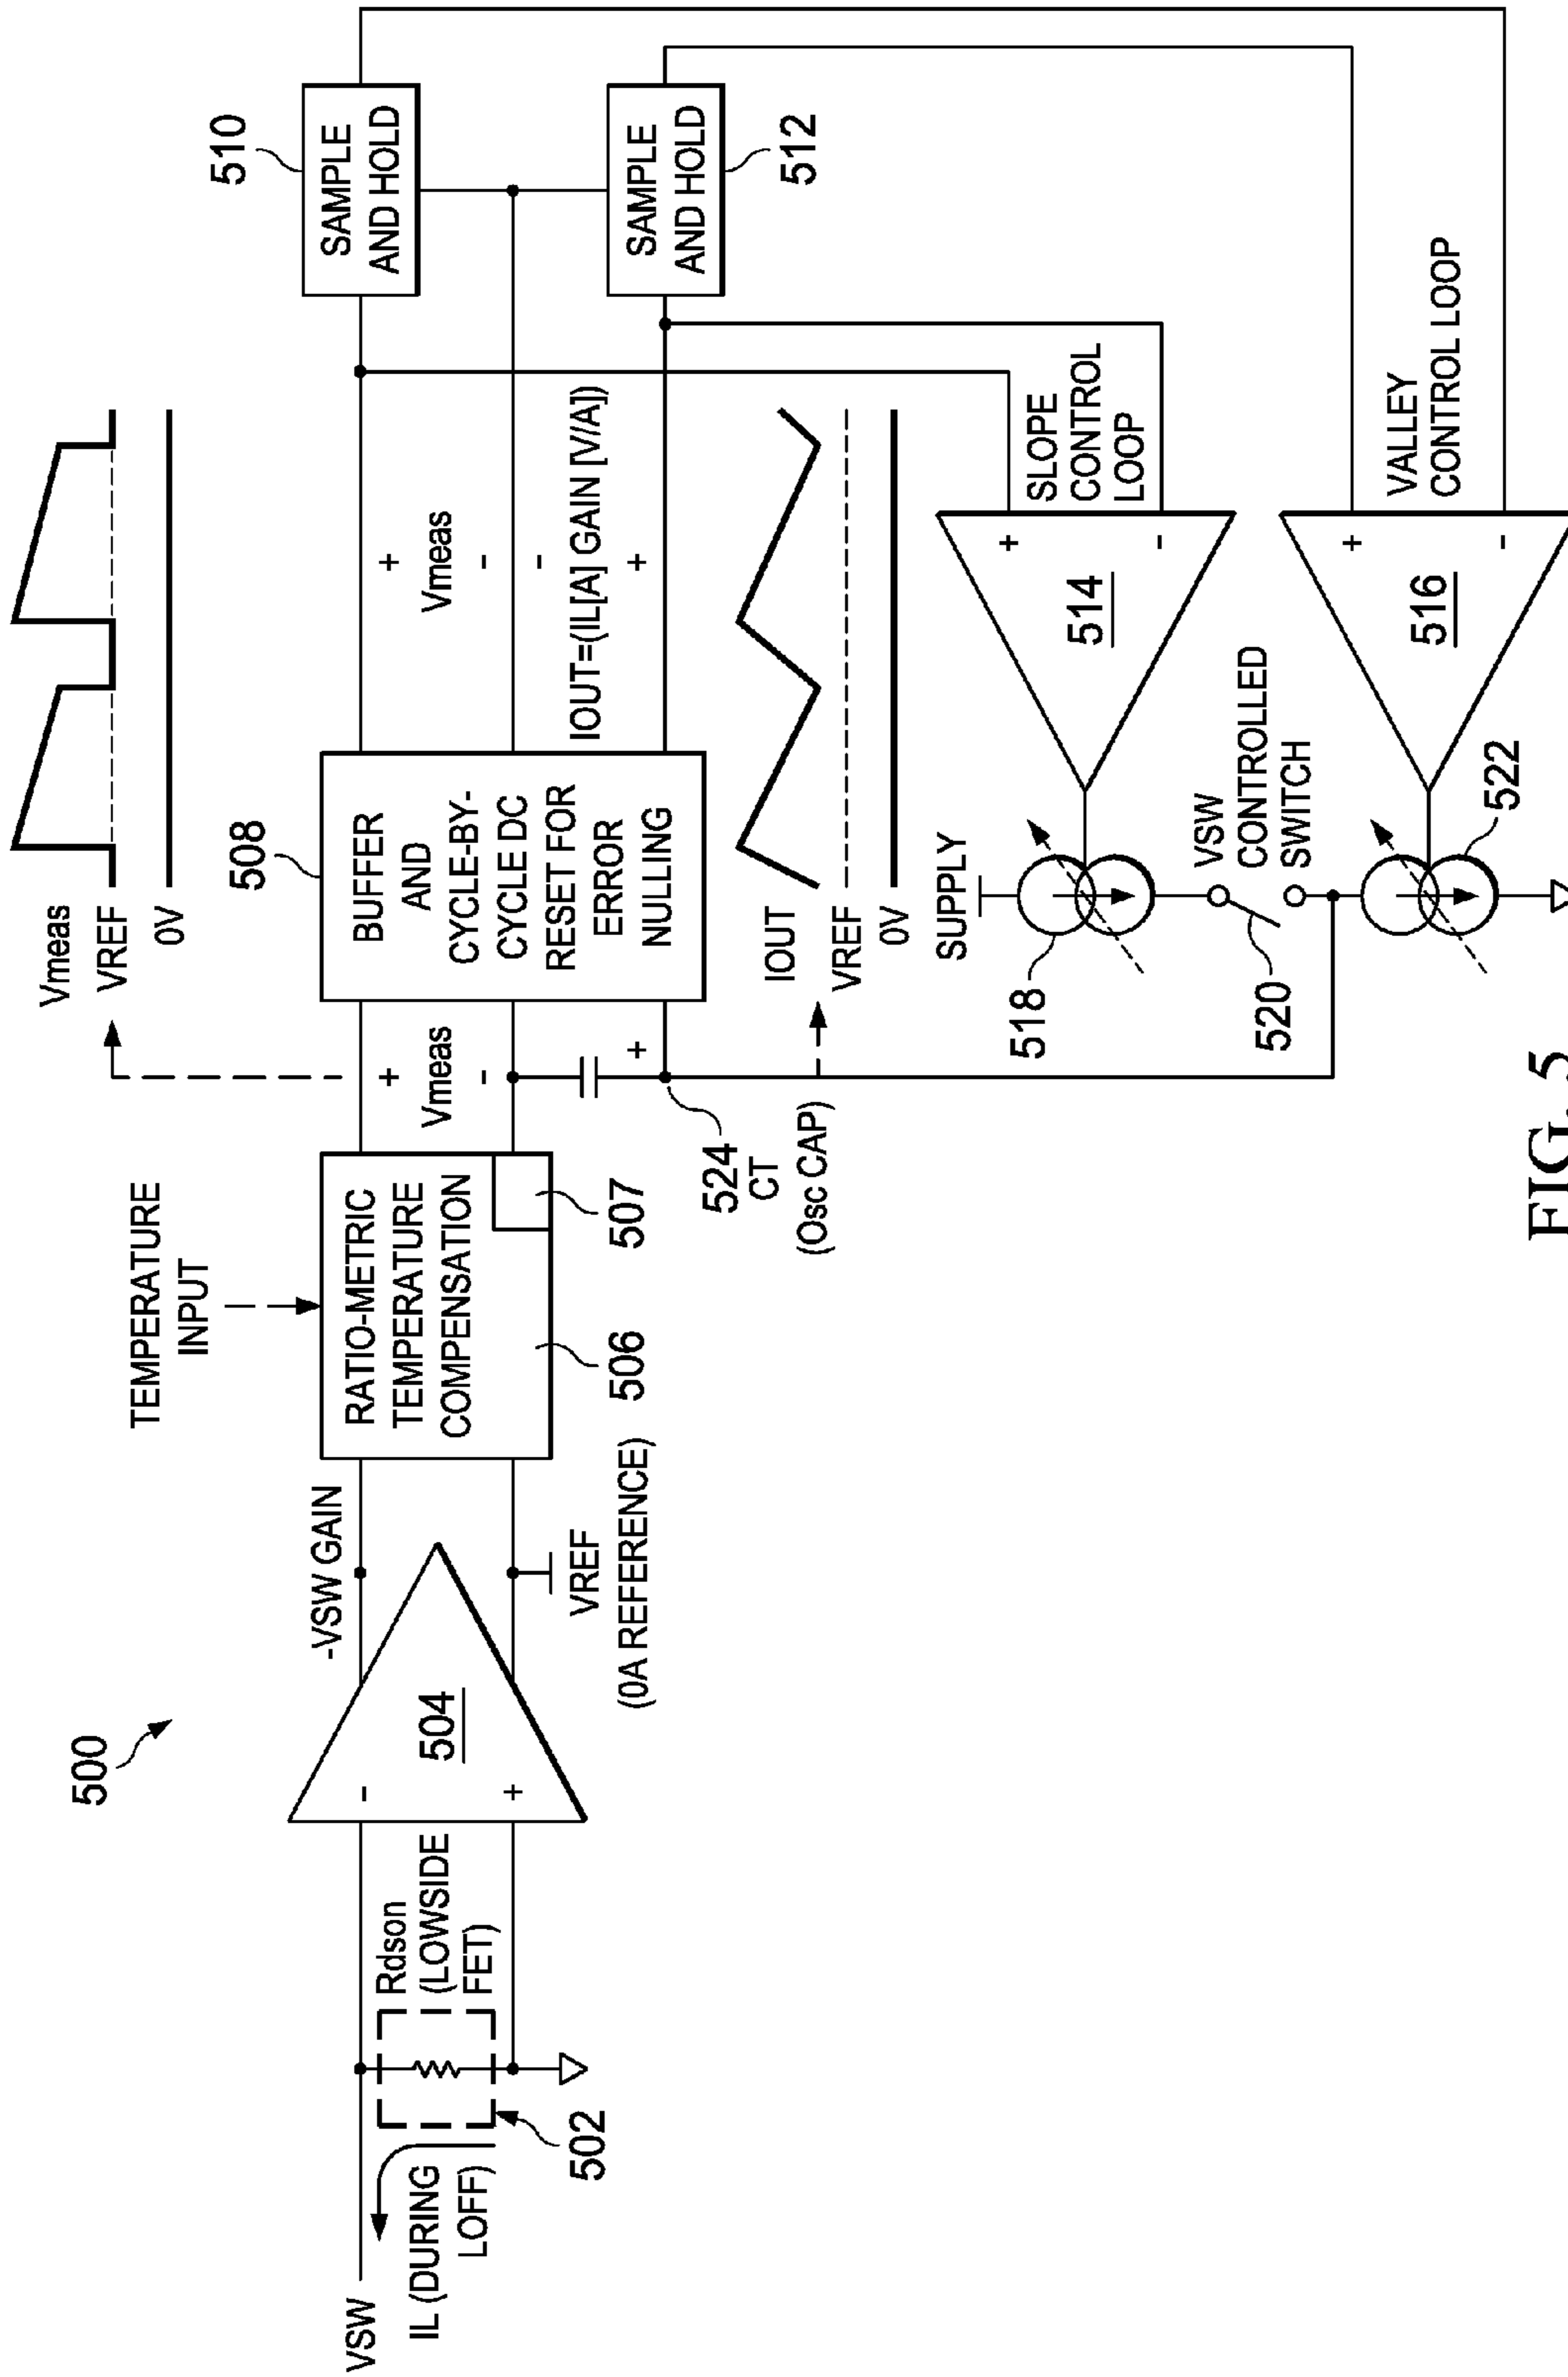 500
VSW
IL (DURING
LOFF)
502
Rdson
(LOWSIDE
FET)
-
+
504
-VSW GAIN
VREF
(0A REFERENCE)
TEMPERATURE
INPUT
RATIO-METRIC
TEMPERATURE
COMPENSATION
506
507
+
Vmeas
-
+
524
CT
(Osc CAP)
508
BUFFER
AND
CYCLE-BY-
CYCLE DC
RESET FOR
ERROR
NULLING
Vmeas
VREF
0V
+
Vmeas
-
-
IOUT=(IL[A] GAIN [V/A])
+
IOUT
VREF
0V
510
SAMPLE
AND HOLD
SAMPLE
AND HOLD
512
SUPPLY
518
VSW
CONTROLLED
SWITCH
520
522
514
+
-
SLOPE
CONTROL
LOOP
516
+
-
VALLEY
CONTROL LOOP
FIG. 5